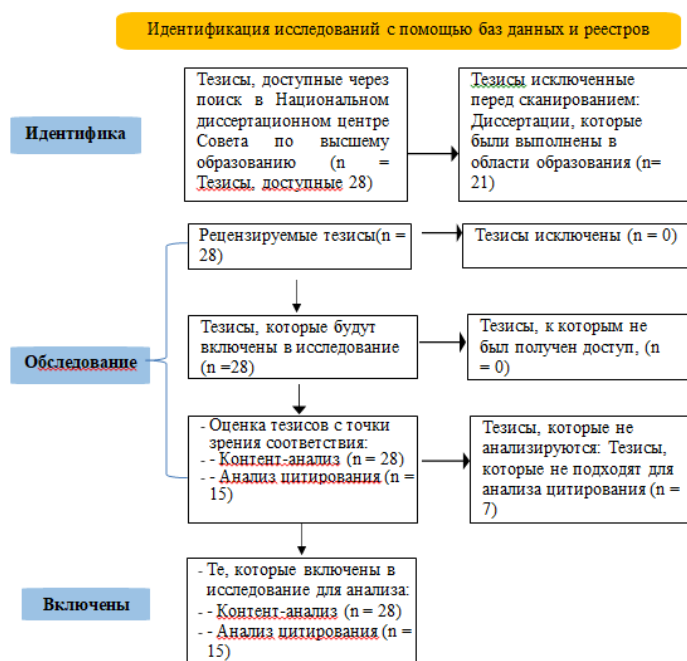 Идентификация исследований с помощью баз данных и реестров
Идентифика
Тезисы, доступные через
поиск в Национальном
диссертационном центре
Совета по высшему
образованию (n =
Тезисы, доступные 28)
Тезисы исключенные
перед сканированием:
Диссертации, которые
были выполнены в
области образования (n=
21)
Рецензируемые тезисы(n =
28)
Тезисы исключены (n = 0)
Обследование
Тезисы, которые будут
включены в исследование
(n =28)
Тезисы, к которым не
был получен доступ, (n
= 0)
- Оценка тезисов с точки
зрения соответствия:
- - Контент-анализ (n = 28)
- - Анализ цитирования (n =
15)
Тезисы, которые не
анализируются: Тезисы,
которые не подходят для
анализа цитирования (n =
7)
Включены
- Те, которые включены в
исследование для анализа:
- - Контент-анализ (n = 28)
- - Анализ цитирования (n =
15)